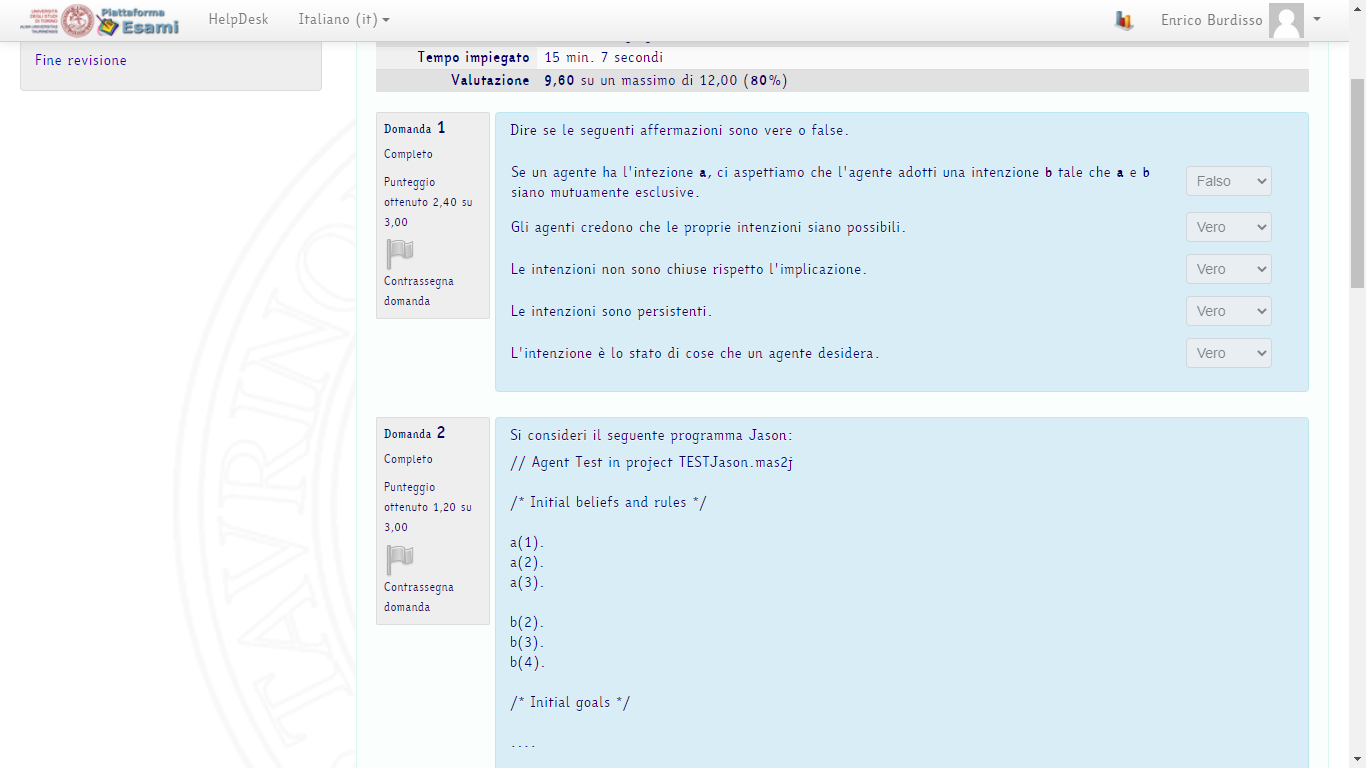 UNIVERSITÀ
DEGLI STUDI
DI TORINO
ALMA UNIVERSITAS
TAURINENSIS
Piattaforma
Esami
HelpDesk
Italiano (it)
Enrico Burdisso
Fine revisione
Tempo impiegato 15 min. 7 secondi
Valutazione 9,60 su un massimo di 12,00 (80%)
Domanda 1
Completo
Punteggio
ottenuto 2,40 su
3,00
Contrassegna
domanda
Dire se le seguenti affermazioni sono vere o false.
Se un agente ha l'intezione a, ci aspettiamo che l'agente adotti una intenzione b tale che a e b
siano mutuamente esclusive.
Falso
Gli agenti credono che le proprie intenzioni siano possibili.
Vero
Le intenzioni non sono chiuse rispetto l'implicazione.
Vero
Le intenzioni sono persistenti.
Vero
L'intenzione è lo stato di cose che un agente desidera.
Vero
Domanda 2
Completo
Punteggio
ottenuto 1,20 su
3,00
Contrassegna
domanda
Si consideri il seguente programma Jason:
// Agent Test in project TESTJason.mas2j
/* Initial beliefs and rules */
a(1).
a(2).
a(3).
b(2).
b(3).
b(4).
/* Initial goals */
....
TAVRINO